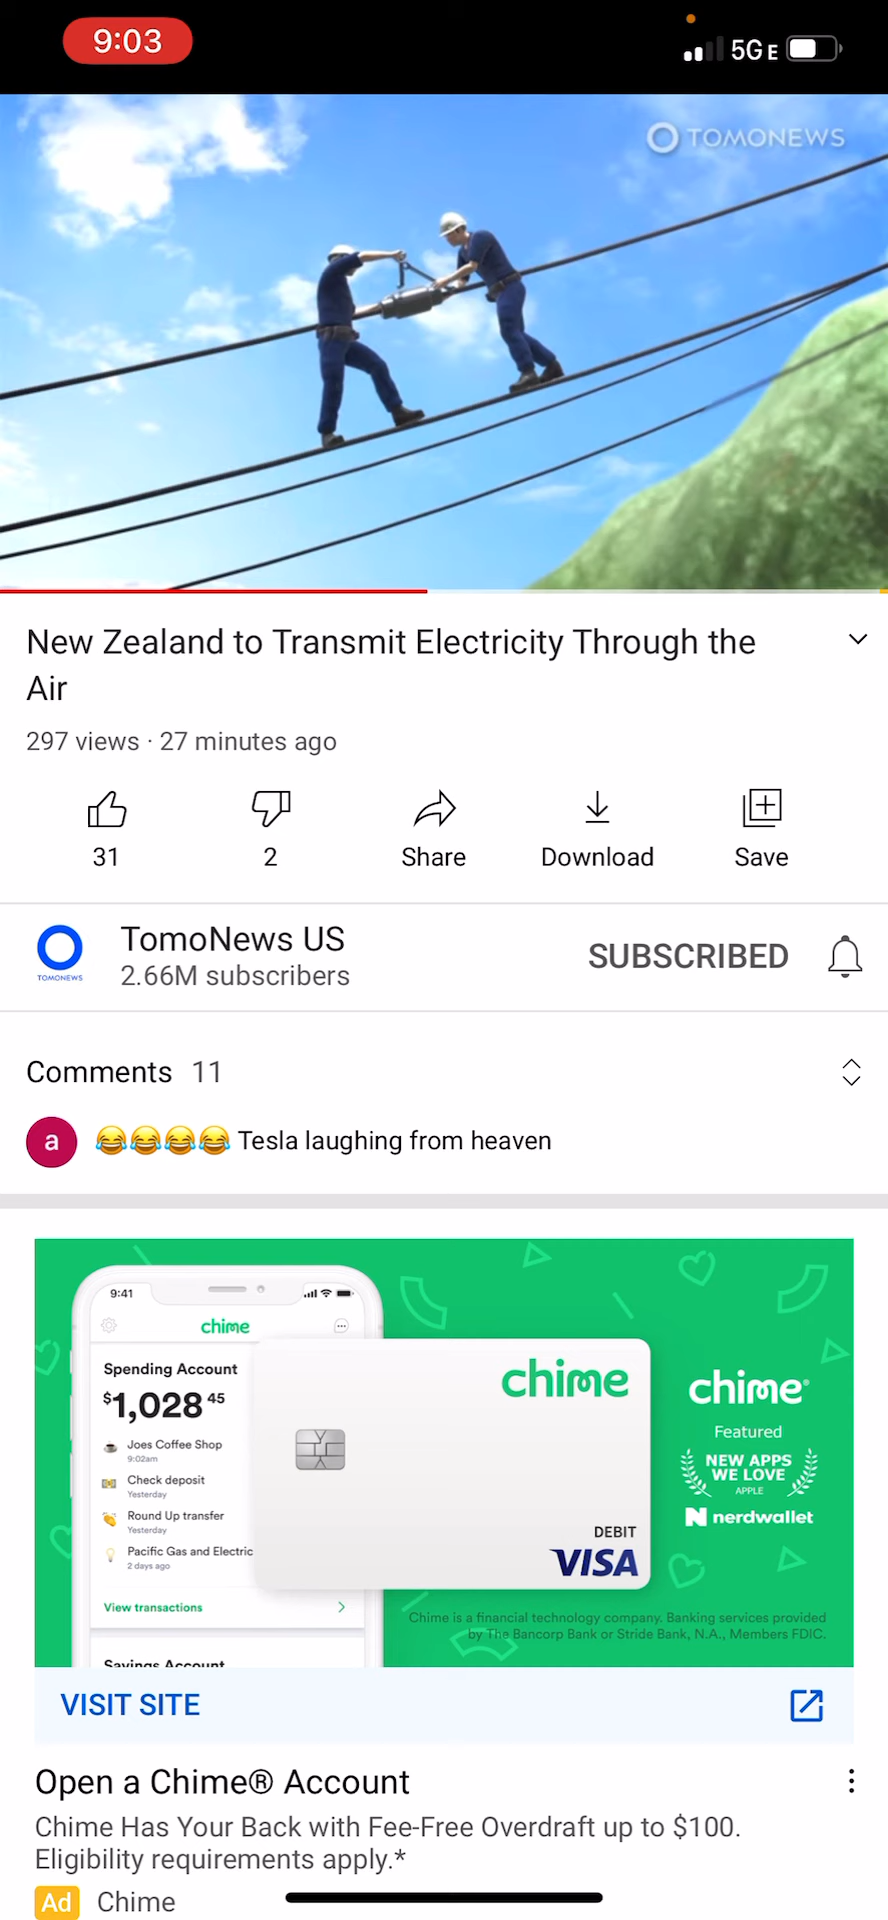 9:03
5GE
TOMONEWS
New Zealand to Transmit Electricity Through the
Air
297 views · 27 minutes ago
31
2
Share
Download
Save
TomoNews US
2.66M subscribers
SUBSCRIBED
TOMONEWS
Comments 11
a
😂😂😂😂 Tesla laughing from heaven
9:41
chime
Spending Account
$1,028 45
Joes Coffee Shop
9:02am
Check deposit
Yesterday
Round Up transfer
Yesterday
Pacific Gas and Electric
2 days ago
View transactions
Savings Account
chime
DEBIT
VISA
chime®
Featured
NEW APPS
WE LOVE
APPLE
nerdwallet
Chime is a financial technology company. Banking services provided
by The Bancorp Bank or Stride Bank, N.A., Members FDIC.
VISIT SITE
Open a Chime® Account
Chime Has Your Back with Fee-Free Overdraft up to $100.
Eligibility requirements apply.*
Ad Chime